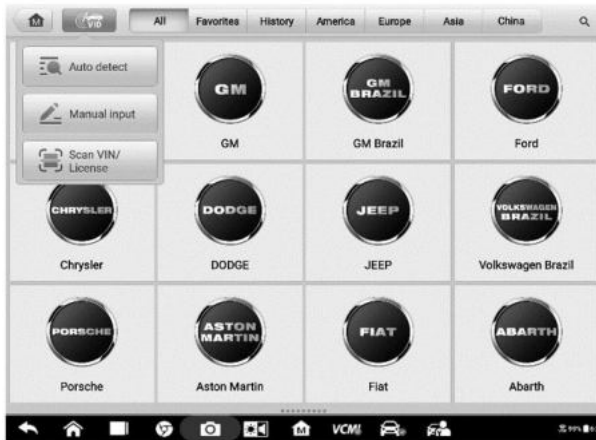 VID
All
Favorites
History
America
Europe
Asia
China
Auto detect
Manual input
Scan VIN/
License
GM
GM
GM
BRAZIL
GM Brazil
FORD
Ford
CHRYSLER
Chrysler
DODGE
DODGE
JEEP
JEEP
VOLKSWAGEN
BRAZIL
Volkswagen Brazil
PORSCHE
Porsche
ASTON
MARTIN
Aston Martin
FIAT
Fiat
ABARTH
Abarth
M
VCMI